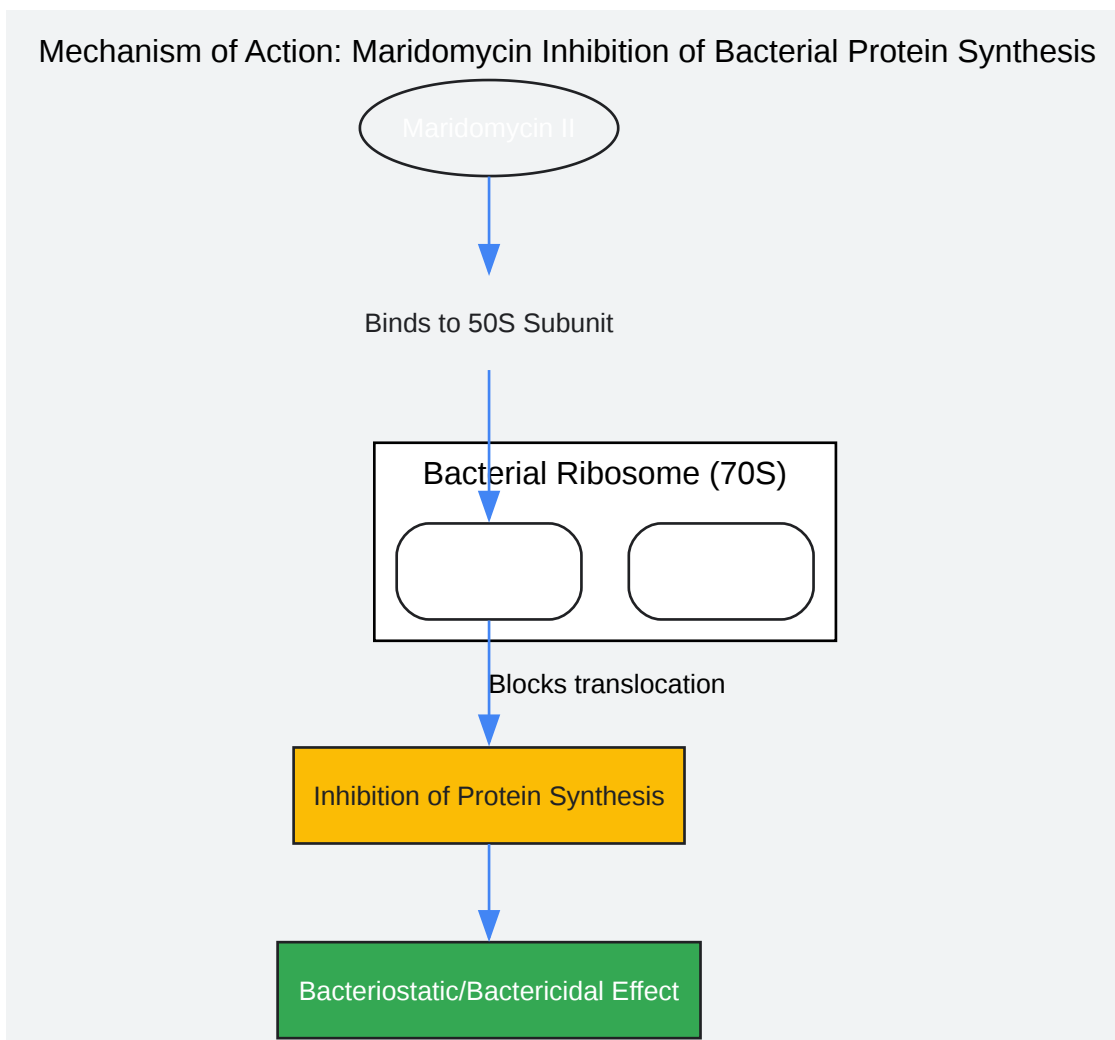 Mechanism of Action: Maridomycin Inhibition of Bacterial Protein Synthesis
Maridomycin II
Binds to 50S Subunit
Bacterial Ribosome (70S)
Blocks translocation
Inhibition of Protein Synthesis
Bacteriostatic/Bactericidal Effect